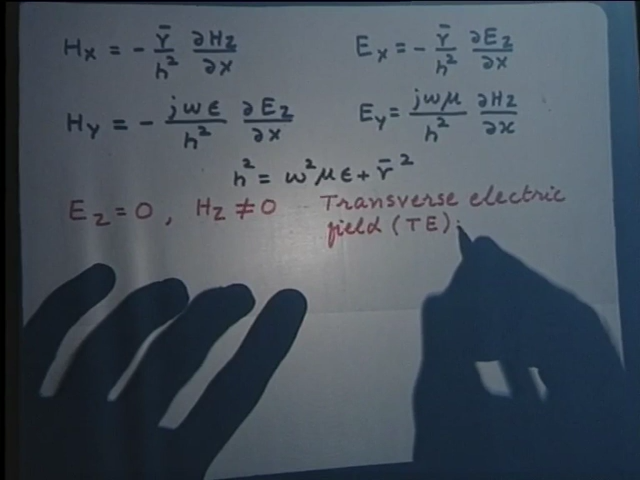 Hx = - γ̄/h² ∂Hz/∂x    Ex = - γ̄/h² ∂Ez/∂x
Hy = - jωϵ/h² ∂Ez/∂x    Ey = jωμ/h² ∂Hz/∂x
h² = ω²μϵ + γ̄²
Ez = 0 , Hz ≠ 0    Transverse electric
field (TE)